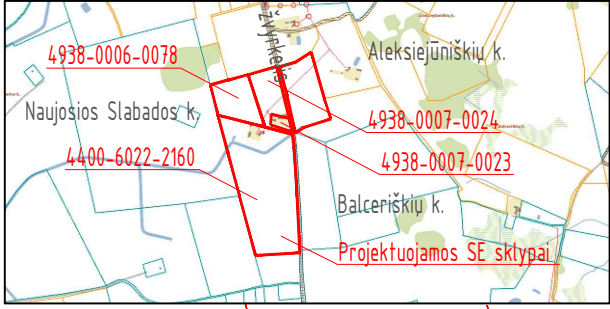 žvyrkelis
4938-0006-0078
Aleksiejūniškių k.
Naujosios Slabados k.
4938-0007-0024
4400-6022-2160
4938-0007-0023
Balceriškių k.
Projektuojamos SE sklypai